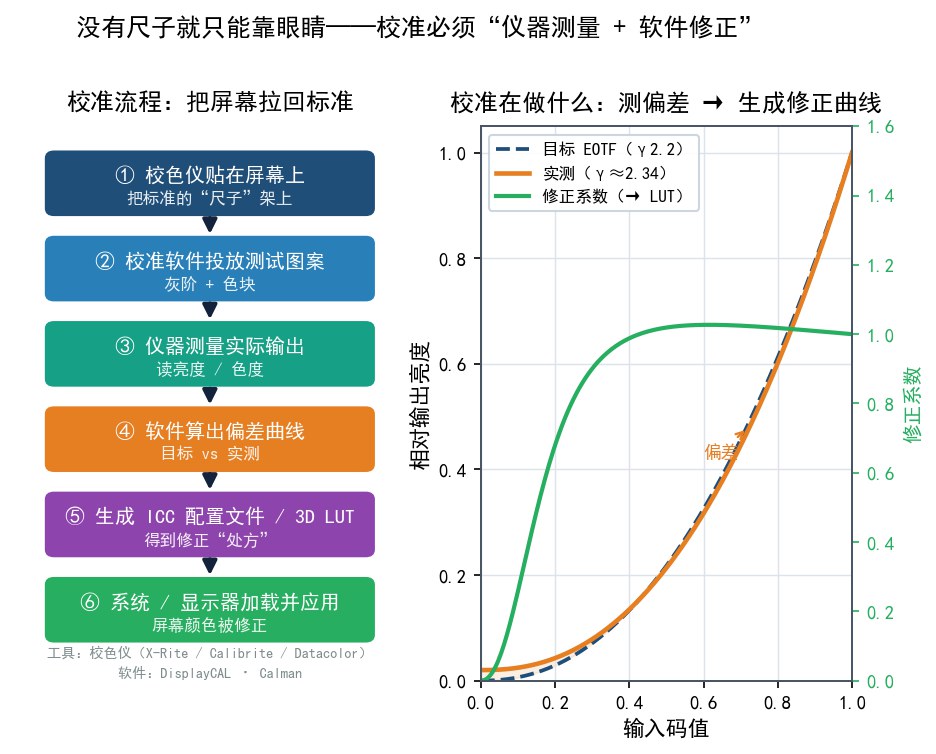 没有尺子就只能靠眼睛——校准必须“仪器测量 + 软件修正”
校准流程：把屏幕拉回标准
① 校色仪贴在屏幕上
把标准的“尺子”架上
② 校准软件投放测试图案
灰阶 + 色块
③ 仪器测量实际输出
读亮度 / 色度
④ 软件算出偏差曲线
目标 vs 实测
⑤ 生成 ICC 配置文件 / 3D LUT
得到修正“处方”
⑥ 系统 / 显示器加载并应用
屏幕颜色被修正
工具：校色仪（X-Rite / Calibrite / Datacolor）
软件：DisplayCAL · Calman
校准在做什么：测偏差 → 生成修正曲线
目标 EOTF（γ2.2）
实测（γ≈2.34）
修正系数（→ LUT）
偏差
相对输出亮度
1.0
0.8
0.6
0.4
0.2
0.0
0.0 0.2 0.4 0.6 0.8 1.0
输入码值
1.6
1.4
1.2
1.0
0.8
0.6
0.4
0.2
0.0
修正系数